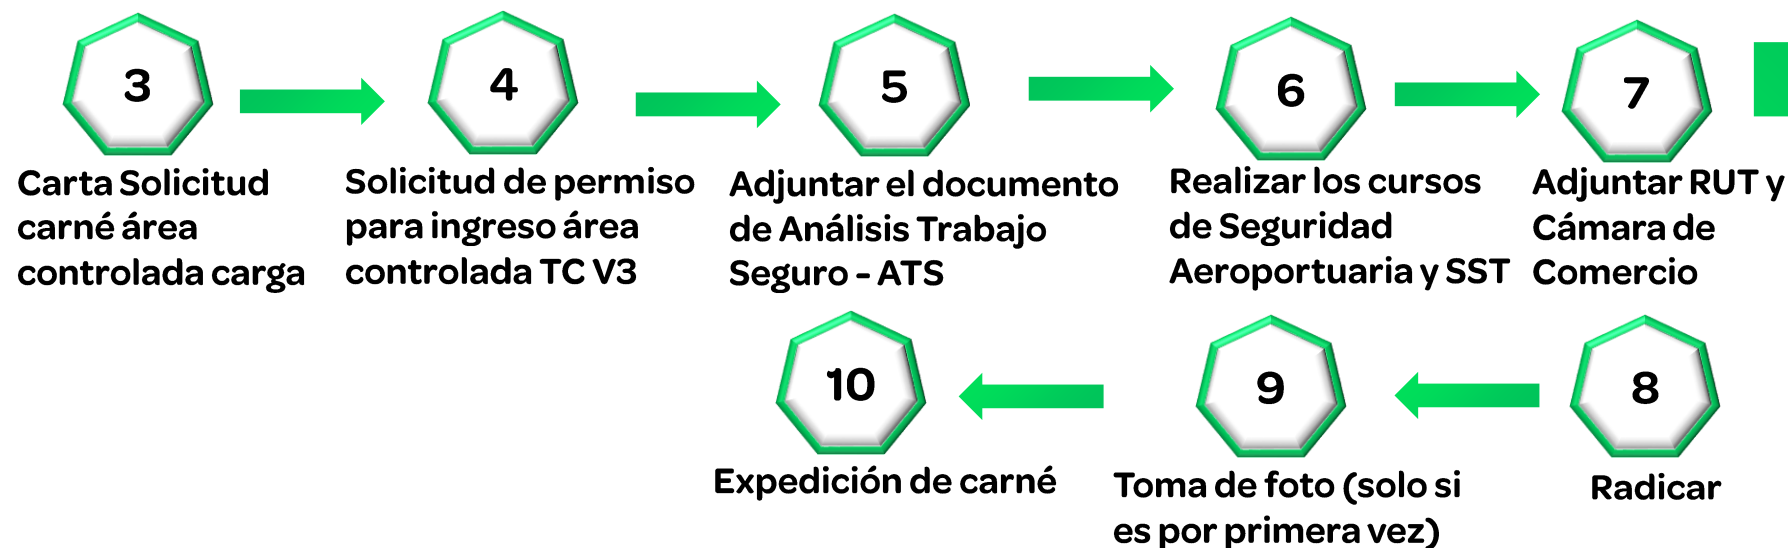 3
Carta Solicitud
carné área
controlada carga
4
Solicitud de permiso
para ingreso área
controlada TC V3
5
Adjuntar el documento
de Análisis Trabajo
Seguro - ATS
6
Realizar los cursos
de Seguridad
Aeroportuaria y SST
7
Adjuntar RUT y
Cámara de
Comercio
8
Radicar
9
Toma de foto (solo si
es por primera vez)
10
Expedición de carné